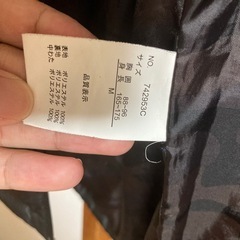 NO. 742953C
サイズ
胸囲 88-96
身長 165-175
M
品質表示
表地 ポリエステル 100%
裏地 ポリエステル 100%
中わた ポリエステル 100%